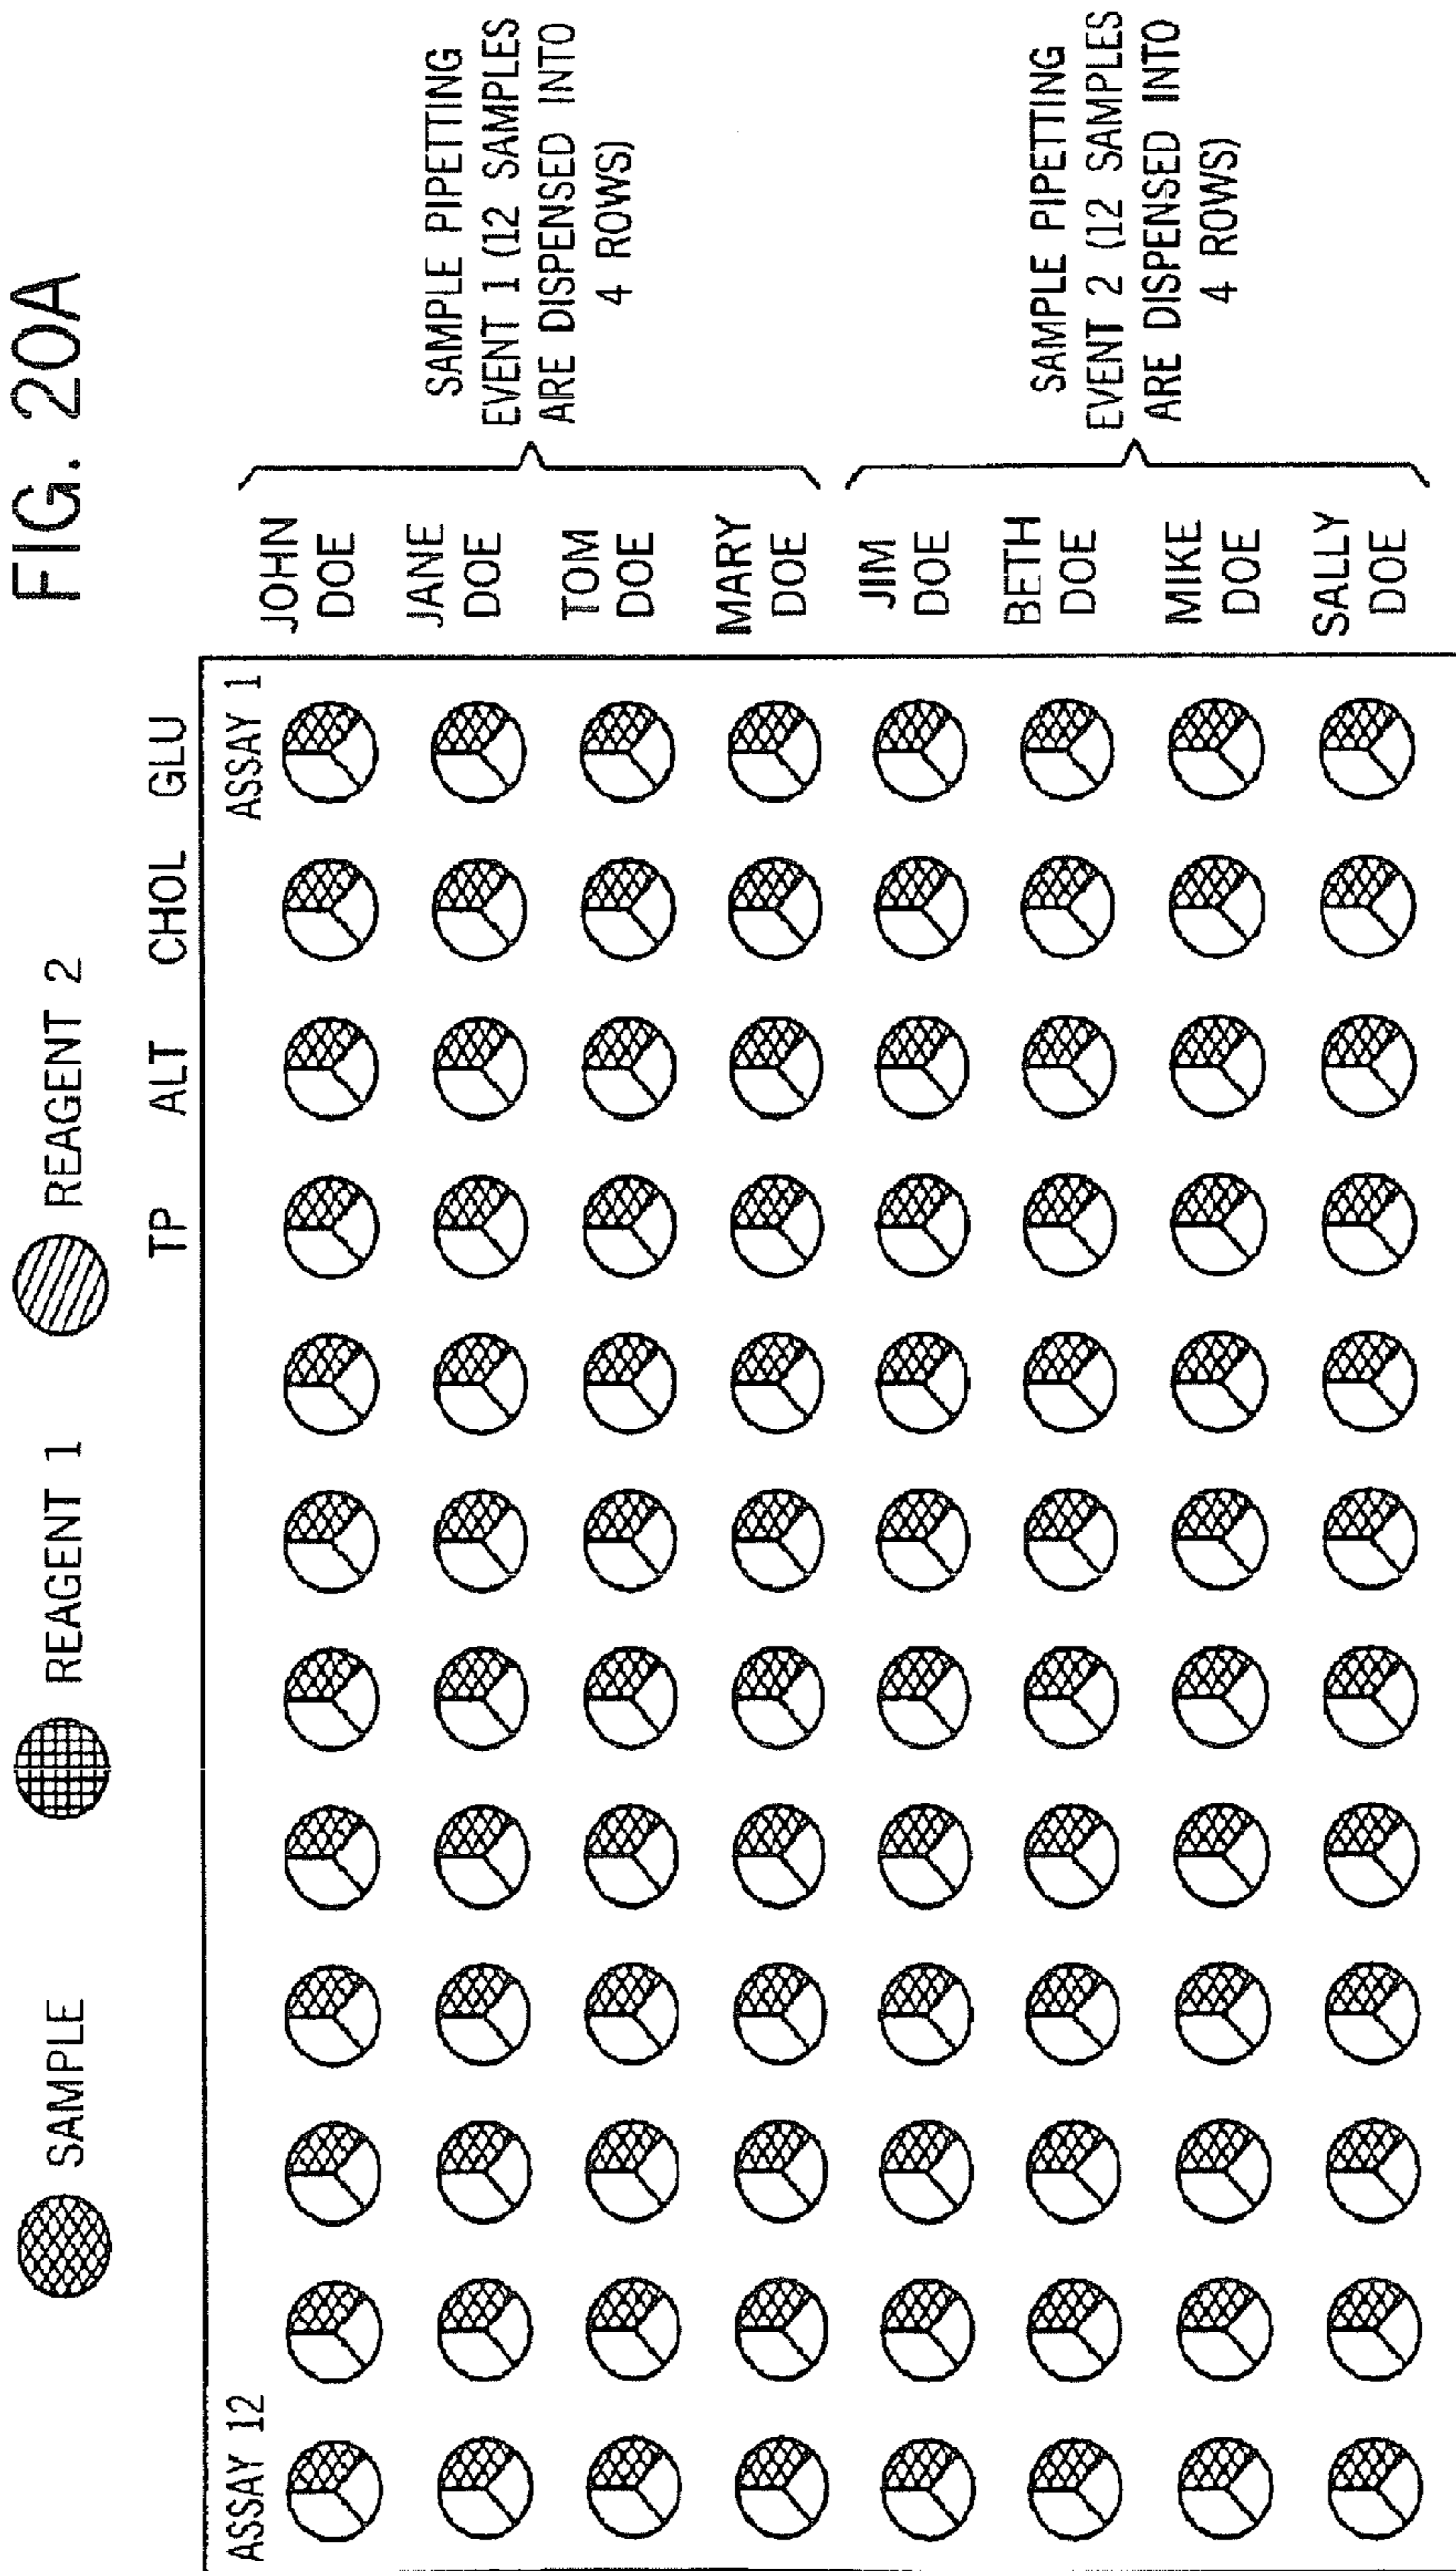 FIG. 20A
SAMPLE
REAGENT 1
REAGENT 2
TP ALT CHOL GLU
ASSAY 12
ASSAY 1
JOHN
DOE
JANE
DOE
TOM
DOE
MARY
DOE
JIM
DOE
BETH
DOE
MIKE
DOE
SALLY
DOE
SAMPLE PIPETTING
EVENT 1 (12 SAMPLES
ARE DISPENSED INTO
4 ROWS)
SAMPLE PIPETTING
EVENT 2 (12 SAMPLES
ARE DISPENSED INTO
4 ROWS)